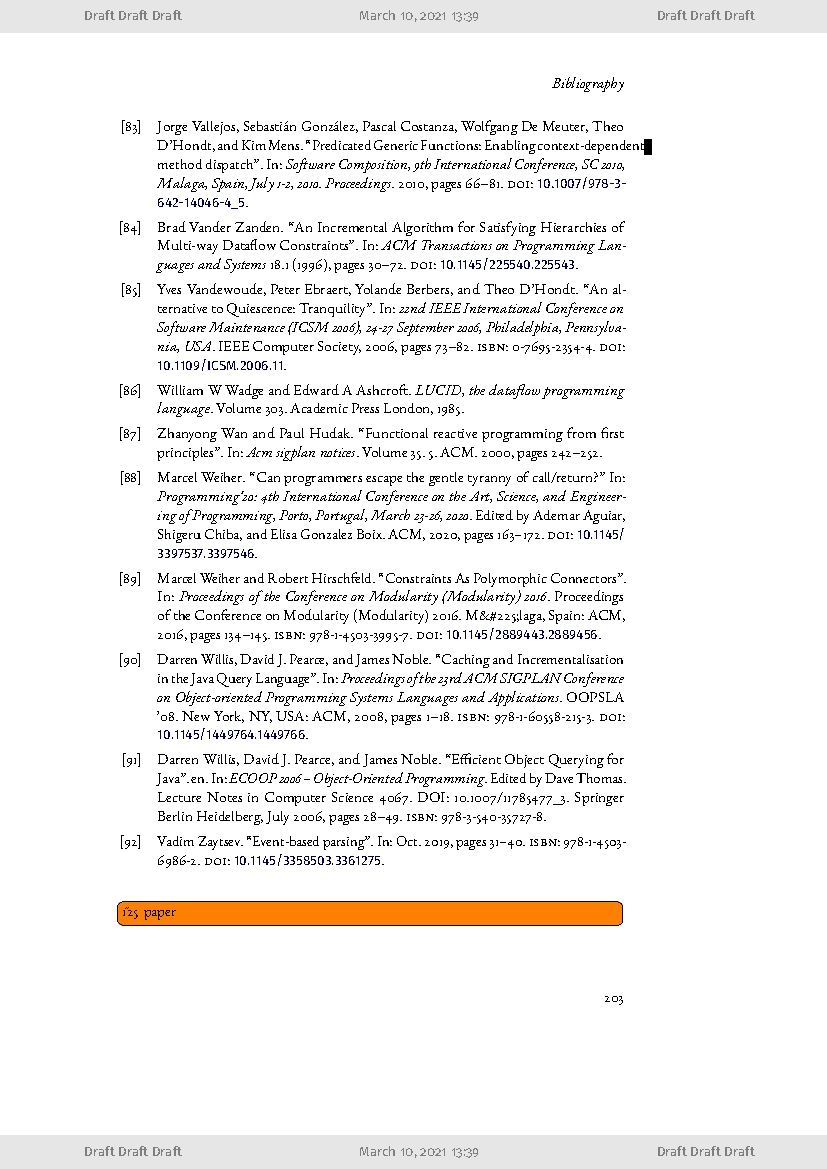 Draft Draft Draft March 10, 2021 13:39 Draft Draft Draft
Bibliography
[83] Jorge Vallejos, Sebastián González, Pascal Costanza, Wolfgang De Meuter, Theo
D'Hondt, and Kim Mens. “Predicated Generic Functions: Enabling context-dependent
method dispatch”. In: Software Composition, 9th International Conference, SC 2010,
Malaga, Spain, July 1-2, 2010. Proceedings. 2010, pages 66–81. DOI: 10.1007/978-3-
642-14046-4_5.
[84] Brad Vander Zanden. “An Incremental Algorithm for Satisfying Hierarchies of
Multi-way Dataflow Constraints”. In: ACM Transactions on Programming Lan-
guages and Systems 18.1 (1996), pages 30–72. DOI: 10.1145/225540.225543.
[85] Yves Vandewoude, Peter Ebraert, Yolande Berbers, and Theo D'Hondt. “An al-
ternative to Quiescence: Tranquility”. In: 22nd IEEE International Conference on
Software Maintenance (ICSM 2006), 24-27 September 2006, Philadelphia, Pennsylva-
nia, USA. IEEE Computer Society, 2006, pages 73–82. ISBN: 0-7695-2354-4. DOI:
10.1109/ICSM.2006.11.
[86] William W Wadge and Edward A Ashcroft. LUCID, the dataflow programming
language. Volume 303. Academic Press London, 1985.
[87] Zhanyong Wan and Paul Hudak. “Functional reactive programming from first
principles”. In: Acm sigplan notices. Volume 35. 5. ACM. 2000, pages 242–252.
[88] Marcel Weiher. “Can programmers escape the gentle tyranny of call/return?” In:
Programming'20: 4th International Conference on the Art, Science, and Engineer-
ing of Programming, Porto, Portugal, March 23-26, 2020. Edited by Ademar Aguiar,
Shigeru Chiba, and Elisa Gonzalez Boix. ACM, 2020, pages 163–172. DOI: 10.1145/
3397537.3397546.
[89] Marcel Weiher and Robert Hirschfeld. “Constraints As Polymorphic Connectors”.
In: Proceedings of the Conference on Modularity (Modularity) 2016. Proceedings
of the Conference on Modularity (Modularity) 2016. M&#225;laga, Spain: ACM,
2016, pages 134–145. ISBN: 978-1-4503-3995-7. DOI: 10.1145/2889443.2889456.
[90] Darren Willis, David J. Pearce, and James Noble. “Caching and Incrementalisation
in the Java Query Language”. In: Proceedings of the 23rd ACM SIGPLAN Conference
on Object-oriented Programming Systems Languages and Applications. OOPSLA
'08. New York, NY, USA: ACM, 2008, pages 1–18. ISBN: 978-1-60558-215-3. DOI:
10.1145/1449764.1449766.
[91] Darren Willis, David J. Pearce, and James Noble. “Efficient Object Querying for
Java”. en. In: ECOOP 2006 – Object-Oriented Programming. Edited by Dave Thomas.
Lecture Notes in Computer Science 4067. DOI: 10.1007/11785477_3. Springer
Berlin Heidelberg, July 2006, pages 28–49. ISBN: 978-3-540-35727-8.
[92] Vadim Zaytsev. “Event-based parsing”. In: Oct. 2019, pages 31–40. ISBN: 978-1-4503-
6986-2. DOI: 10.1145/3358503.3361275.
r25 paper
203
Draft Draft Draft March 10, 2021 13:39 Draft Draft Draft